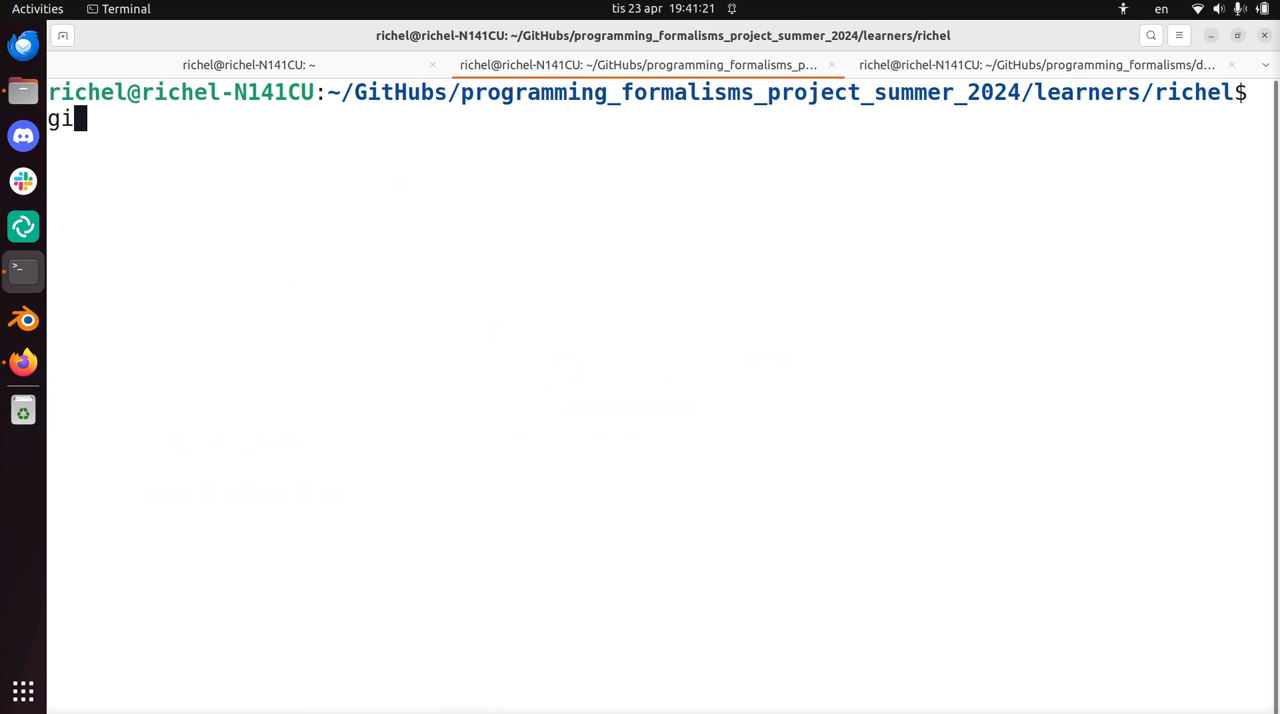 Activities Terminal tis 23 apr 19:41:21 en
richel@richel-N141CU: ~/GitHubs/programming_formalisms_project_summer_2024/learners/richel
richel@richel-N141CU: ~ × richel@richel-N141CU: ~/GitHubs/programming_formalisms_p... × richel@richel-N141CU: ~/GitHubs/programming_formalisms/d... ×
richel@richel-N141CU:~/GitHubs/programming_formalisms_project_summer_2024/learners/richel$
gi